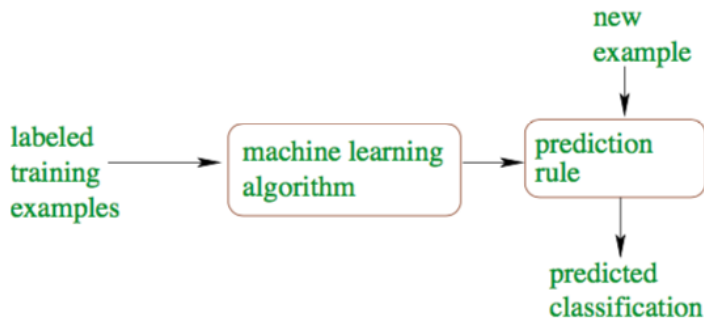 new
example
labeled
training
examples
machine learning
algorithm
prediction
rule
predicted
classification